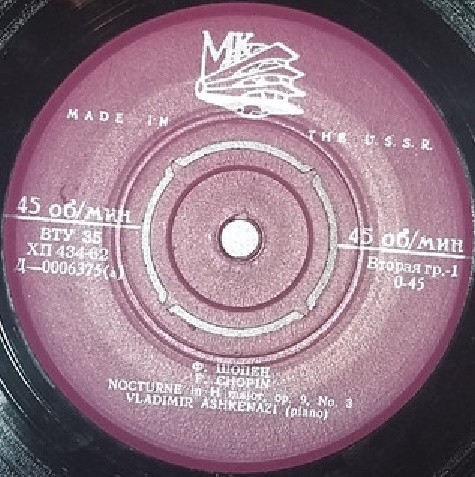 МК
MADE IN THE U.S.S.R.
45 об/мин
ВТУ 35
ХП 434-62
Д—0006375(а)
45 об/мин
Вторая гр.-1
0-45
Ф. ШОПЕН
F. CHOPIN
NOCTURNE in H major, op. 9, No. 3
VLADIMIR ASHKENAZI (piano)